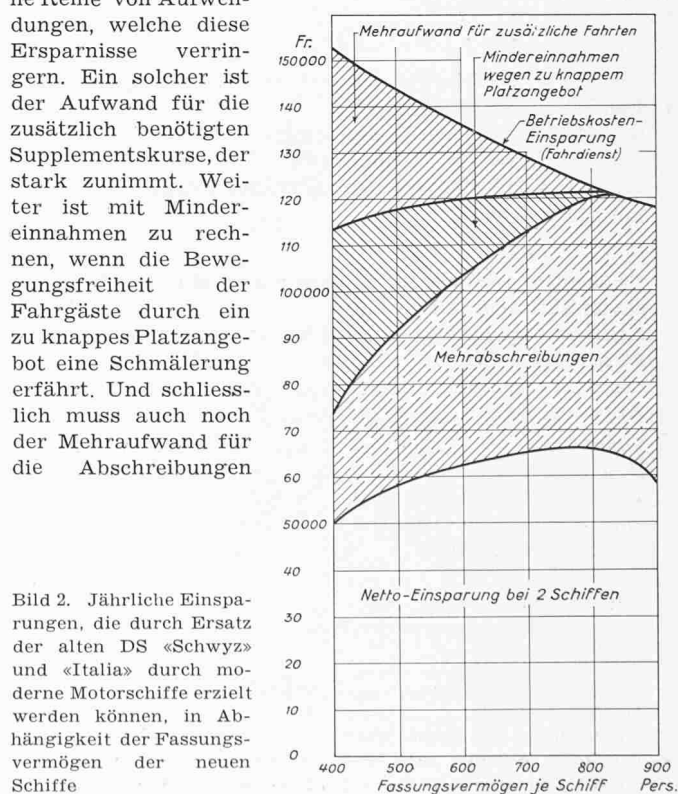 dungen, welche diese
Ersparnisse verrin-
gern. Ein solcher ist
der Aufwand für die
zusätzlich benötigten
Supplementskurse, der
stark zunimmt. Wei-
ter ist mit Minder-
einnahmen zu rech-
nen, wenn die Bewe-
gungsfreiheit der
Fahrgäste durch ein
zu knappes Platzange-
bot eine Schmälerung
erfährt. Und schliess-
lich muss auch noch
der Mehraufwand für
die Abschreibungen
Bild 2. Jährliche Einspa-
rungen, die durch Ersatz
der alten DS «Schwyz»
und «Italia» durch mo-
derne Motorschiffe erzielt
werden können, in Ab-
hängigkeit der Fassungs-
vermögen der neuen
Schiffe
Fr.
150000
140
130
120
110
100000
90
80
70
60
50000
40
30
20
10
0
Mehraufwand für zusätzliche Fahrten
Mindereinnahmen
wegen zu knappem
Platzangebot
Betriebskosten-
Einsparung
(Fahrdienst)
Mehrabschreibungen
Netto-Einsparung bei 2 Schiffen
400 500 600 700 800 900
Fassungsvermögen je Schiff Pers.